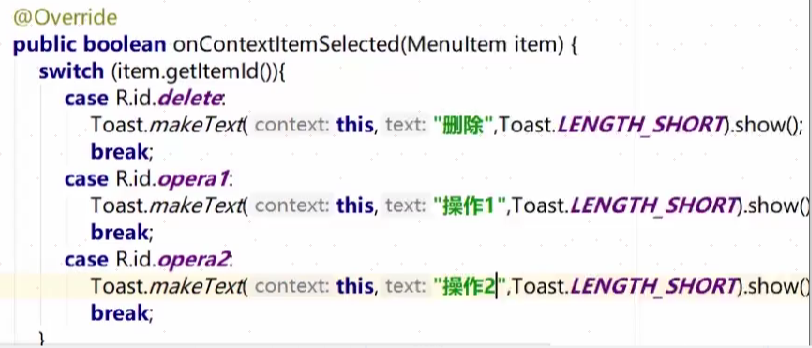 @Override
public boolean onContextItemSelected(MenuItem item) {
switch (item.getItemId()){
case R.id.delete:
Toast.makeText( context: this, text: "删除",Toast.LENGTH_SHORT).show();
break;
case R.id.opera1:
Toast.makeText( context: this, text: "操作1",Toast.LENGTH_SHORT).show()
break;
case R.id.opera2:
Toast.makeText( context: this, text: "操作2",Toast.LENGTH_SHORT).show()
break;
}